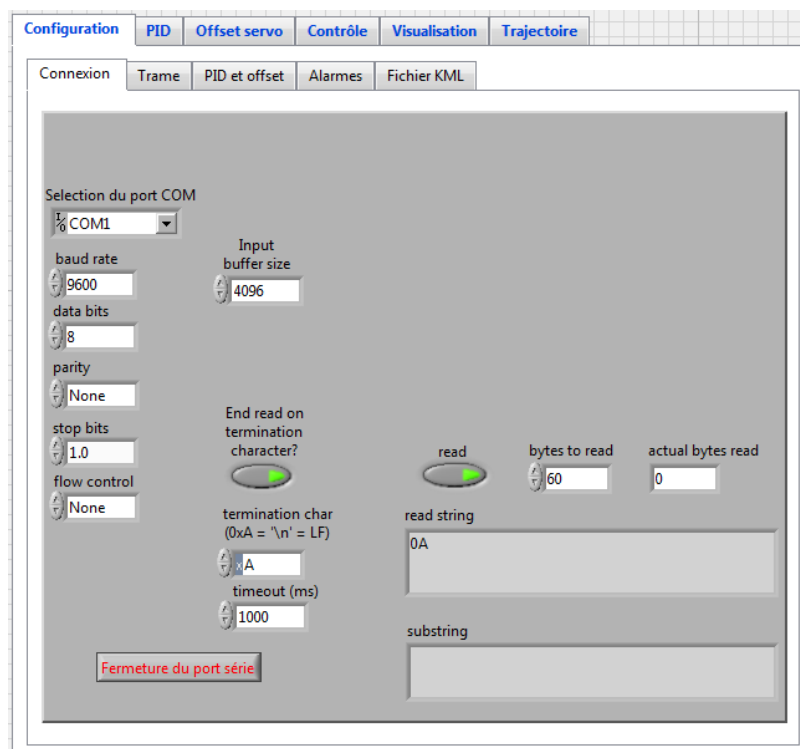 Configuration PID Offset servo Contrôle Visualisation Trajectoire
Connexion Trame PID et offset Alarmes Fichier KML
Selection du port COM
I/O COM1
baud rate
9600
Input
buffer size
4096
data bits
8
parity
None
stop bits
1.0
flow control
None
End read on
termination
character?
termination char
(0xA = '\n' = LF)
xA
timeout (ms)
1000
read
bytes to read
60
actual bytes read
0
read string
0A
substring
Fermeture du port série